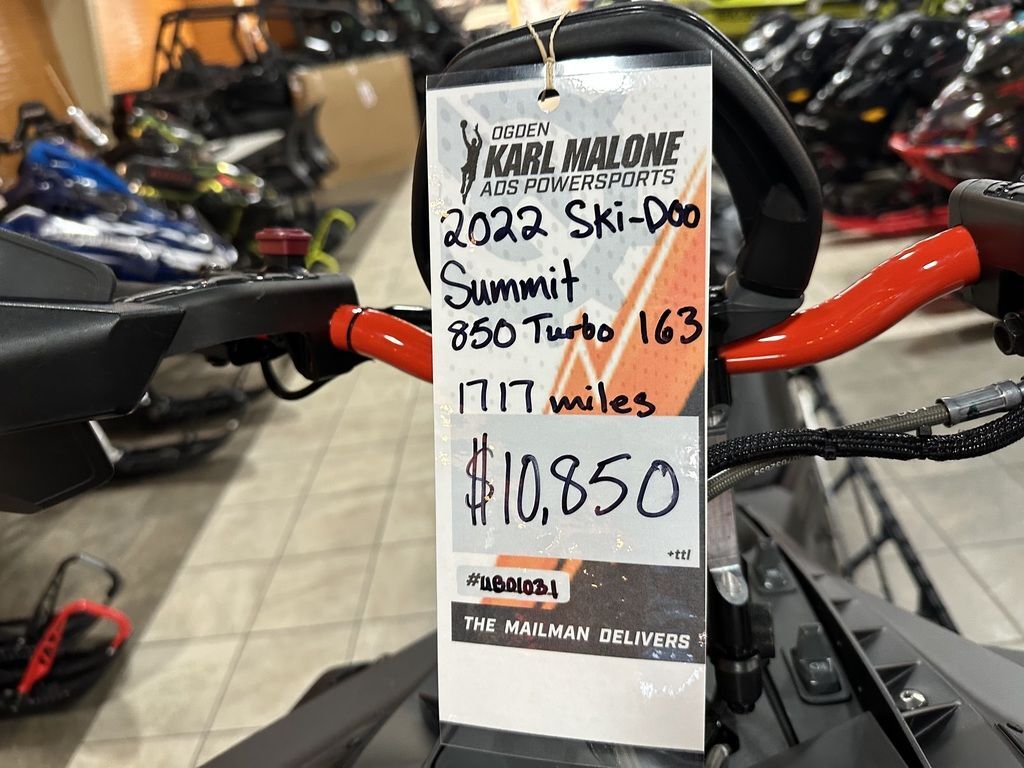 OGDEN
KARL MALONE
ADS POWERSPORTS
2022 Ski-Doo
Summit
850 Turbo 163
1717 miles
$10,850
+ttl
#UB01031
THE MAILMAN DELIVERS